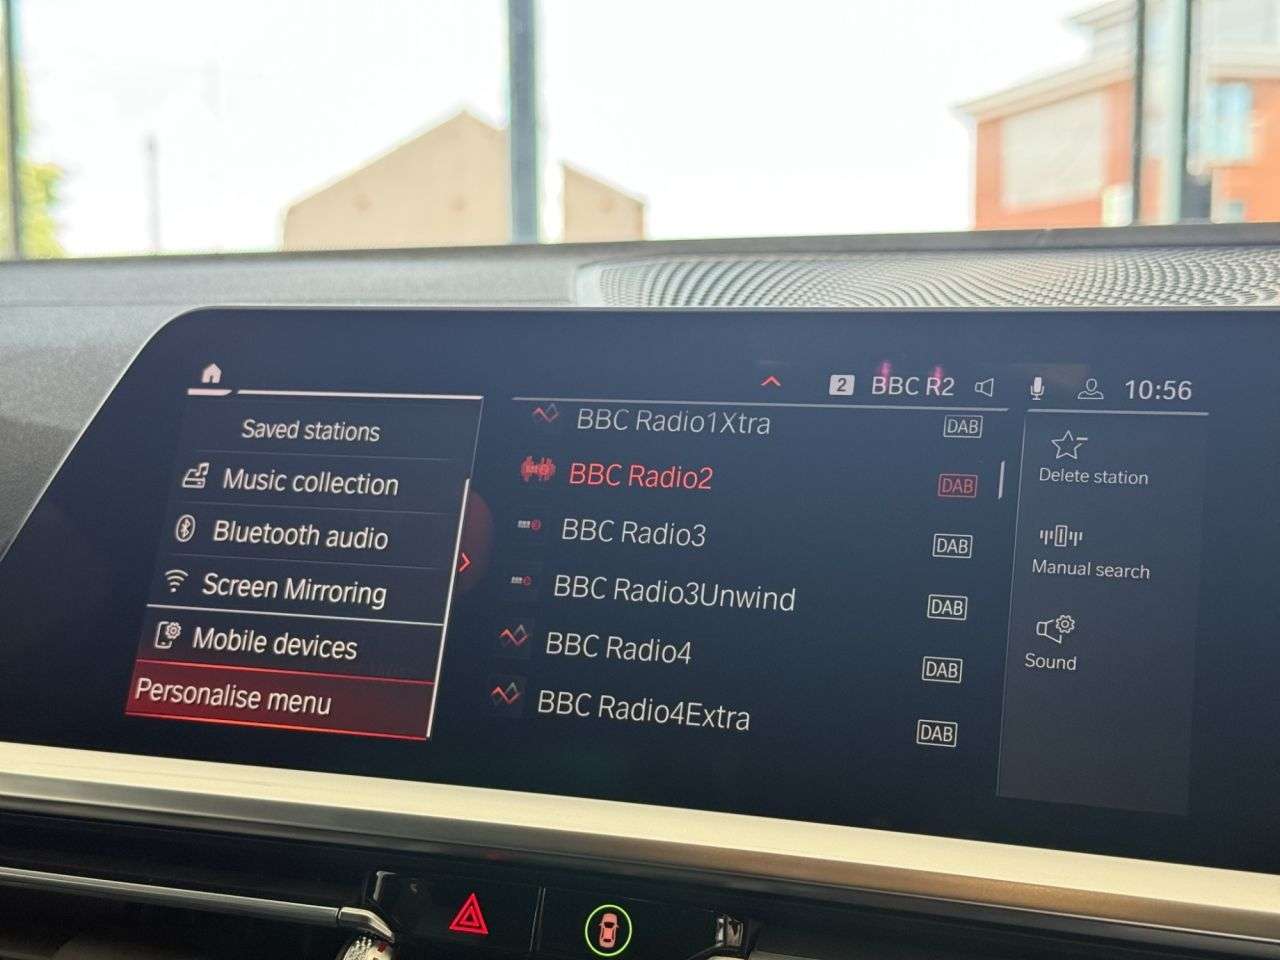 2 BBC R2 10:56
Saved stations
Music collection
Bluetooth audio
Screen Mirroring
Mobile devices
Personalise menu
BBC Radio1Xtra DAB
BBC Radio2 DAB
BBC Radio3 DAB
BBC Radio3Unwind DAB
BBC Radio4 DAB
BBC Radio4Extra DAB
Delete station
Manual search
Sound